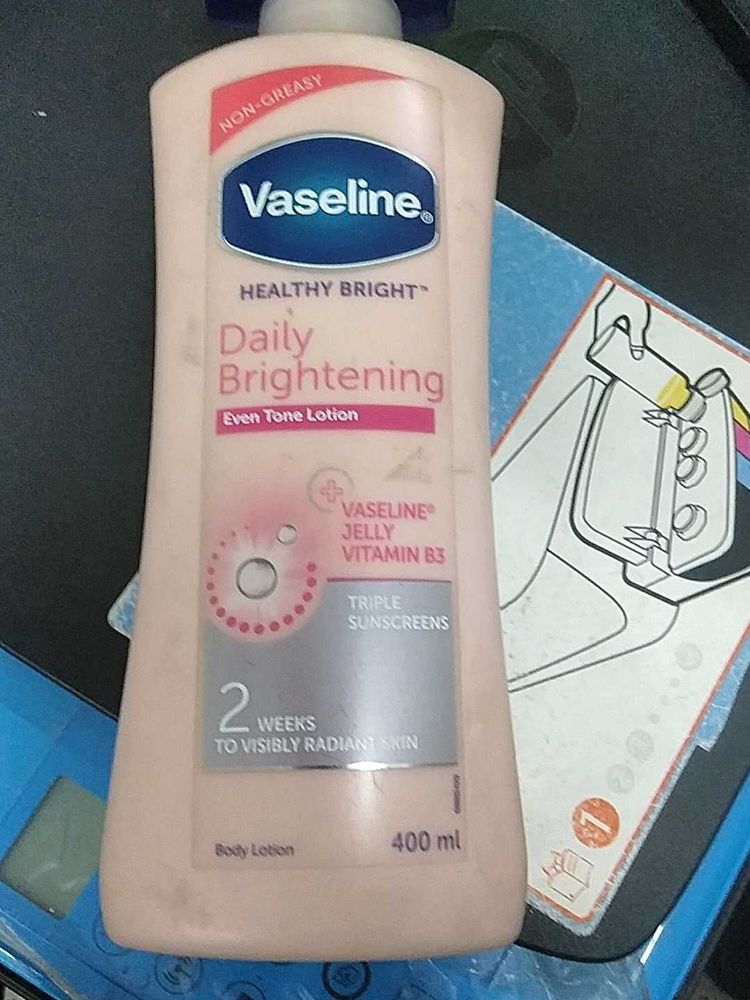 NON-GREASY
Vaseline®
HEALTHY BRIGHT™
Daily
Brightening
Even Tone Lotion
VASELINE®
JELLY
VITAMIN B3
TRIPLE
SUNSCREENS
2 WEEKS
TO VISIBLY RADIANT SKIN
Body Lotion
400 ml
1